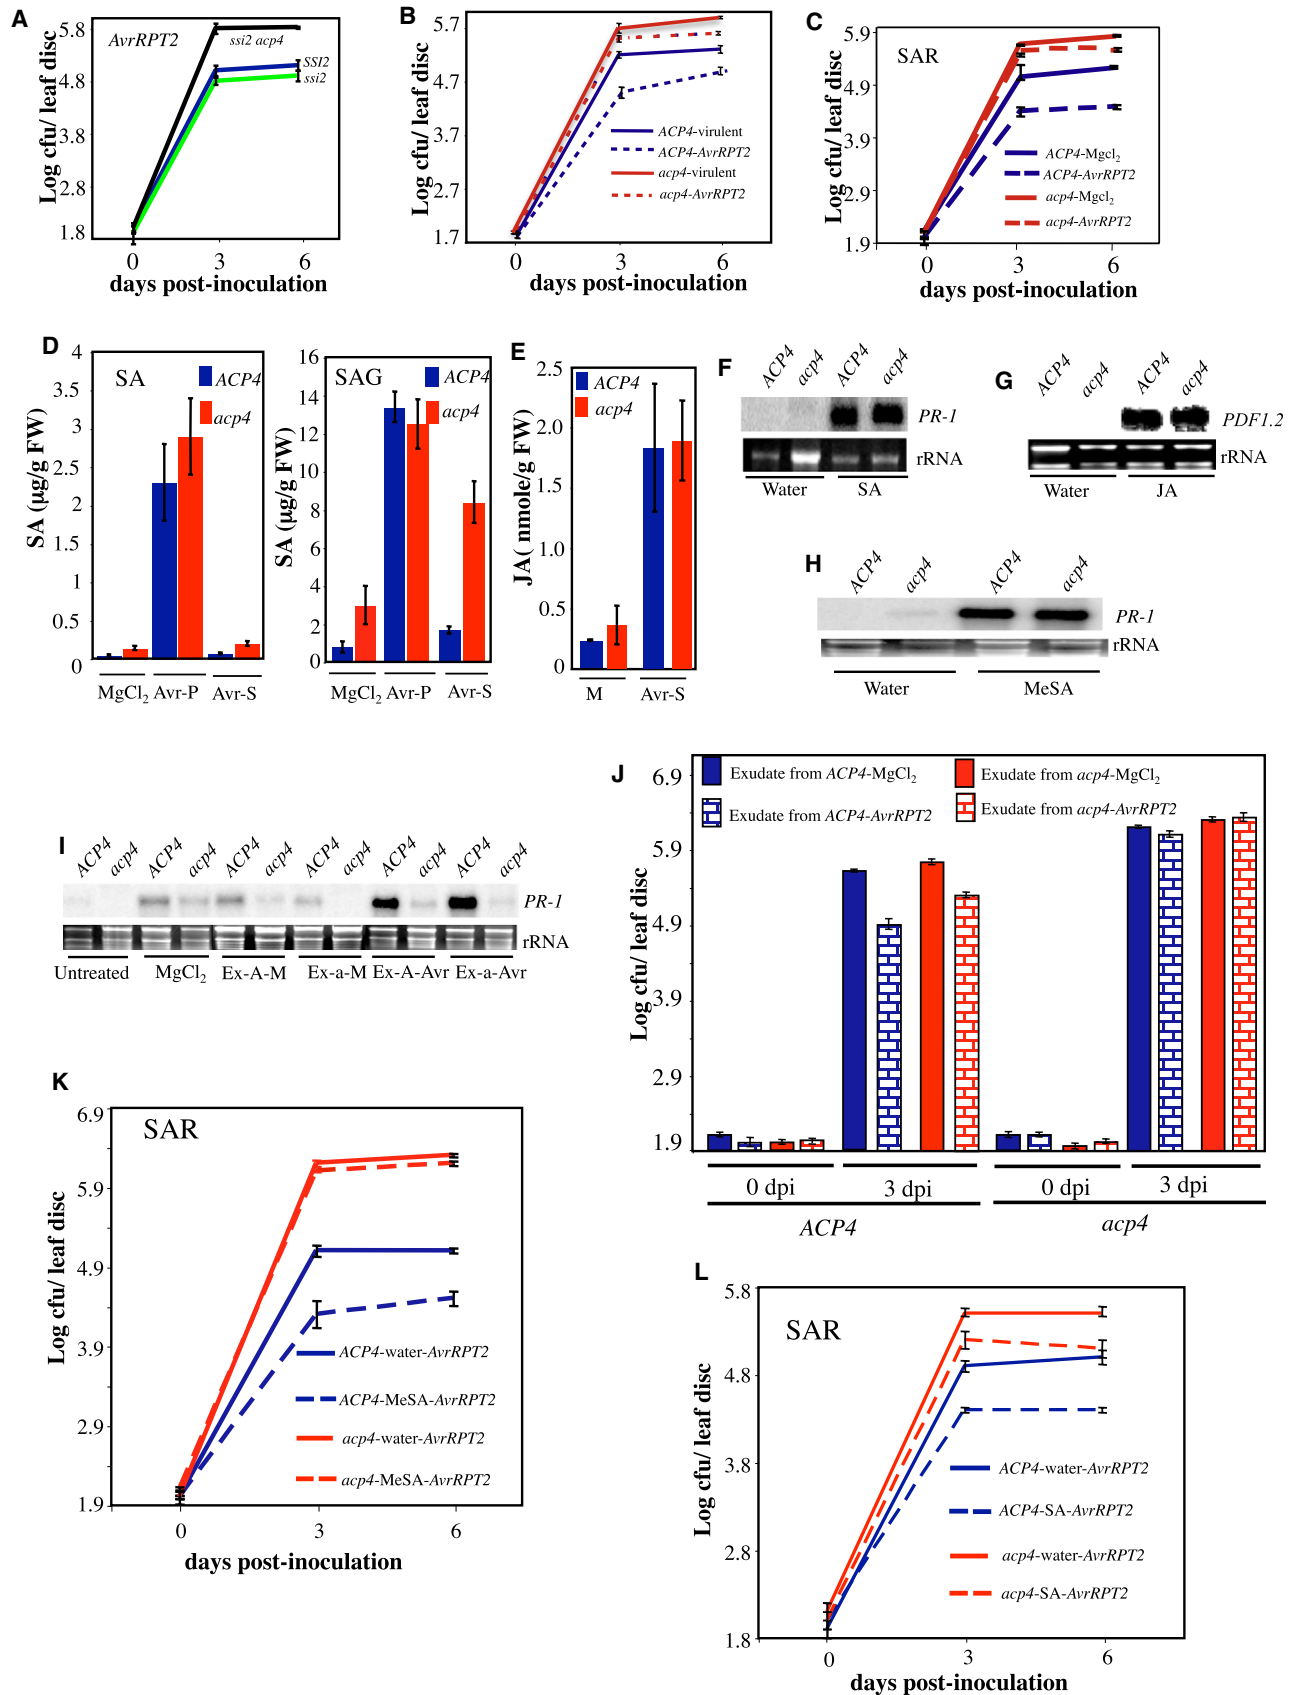 A
AvrRPT2
ssi2 acp4
SSI2
ssi2
5.8
4.8
3.8
2.8
1.8
Log cfu/ leaf disc
0 3 6
days post-inoculation
B
5.7
4.7
3.7
2.7
1.7
Log cfu/ leaf disc
ACP4-virulent
ACP4-AvrRPT2
acp4-virulent
acp4-AvrRPT2
0 3 6
days post-inoculation
C
SAR
5.9
4.9
3.9
2.9
1.9
Log cfu/ leaf disc
ACP4-Mgcl2
ACP4-AvrRPT2
acp4-Mgcl2
acp4-AvrRPT2
0 3 6
days post-inoculation
D
SA
ACP4
acp4
4
3.5
3
2.5
2
1.5
1
0.5
0
SA (µg/g FW)
MgCl2 Avr-P Avr-S
SAG
ACP4
acp4
16
14
12
10
8
6
4
2
0
SA (µg/g FW)
MgCl2 Avr-P Avr-S
E
ACP4
acp4
2.5
2.0
1.0
0.5
0
JA( nmole/g FW)
M Avr-S
F
ACP4 acp4 ACP4 acp4
PR-1
rRNA
Water SA
G
ACP4 acp4 ACP4 acp4
PDF1.2
rRNA
Water JA
H
ACP4 acp4 ACP4 acp4
PR-1
rRNA
Water MeSA
I
ACP4 acp4 ACP4 acp4 ACP4 acp4 ACP4 acp4 ACP4 acp4 ACP4 acp4
PR-1
rRNA
Untreated MgCl2 Ex-A-M Ex-a-M Ex-A-Avr Ex-a-Avr
J
Exudate from ACP4-MgCl2
Exudate from acp4-MgCl2
Exudate from ACP4-AvrRPT2
Exudate from acp4-AvrRPT2
6.9
5.9
4.9
3.9
2.9
1.9
Log cfu/ leaf disc
0 dpi 3 dpi 0 dpi 3 dpi
ACP4 acp4
K
SAR
6.9
5.9
4.9
3.9
2.9
1.9
Log cfu/ leaf disc
ACP4-water-AvrRPT2
ACP4-MeSA-AvrRPT2
acp4-water-AvrRPT2
acp4-MeSA-AvrRPT2
0 3 6
days post-inoculation
L
SAR
5.8
4.8
3.8
2.8
1.8
Log cfu/ leaf disc
ACP4-water-AvrRPT2
ACP4-SA-AvrRPT2
acp4-water-AvrRPT2
acp4-SA-AvrRPT2
0 3 6
days post-inoculation